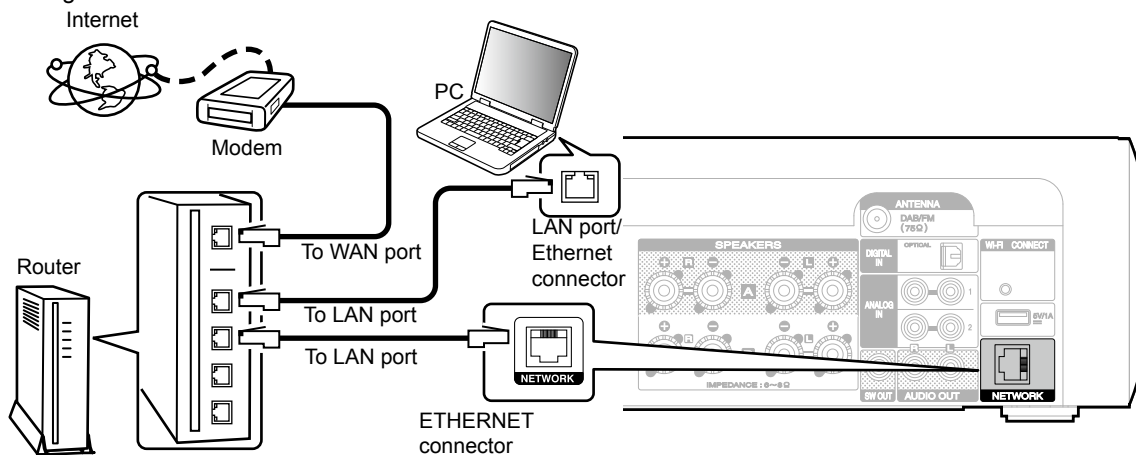 Internet
Modem
PC
LAN port/
Ethernet
connector
To WAN port
Router
To LAN port
To LAN port
NETWORK
ETHERNET
connector
ANTENNA
DAB/FM
(75Ω)
SPEAKERS
R
L
A
DIGITAL
IN
OPTICAL
WI-FI CONNECT
ANALOG
IN
1
2
5V/1A
R
L
IMPEDANCE : 6~8Ω
R
L
SW OUT
AUDIO OUT
NETWORK